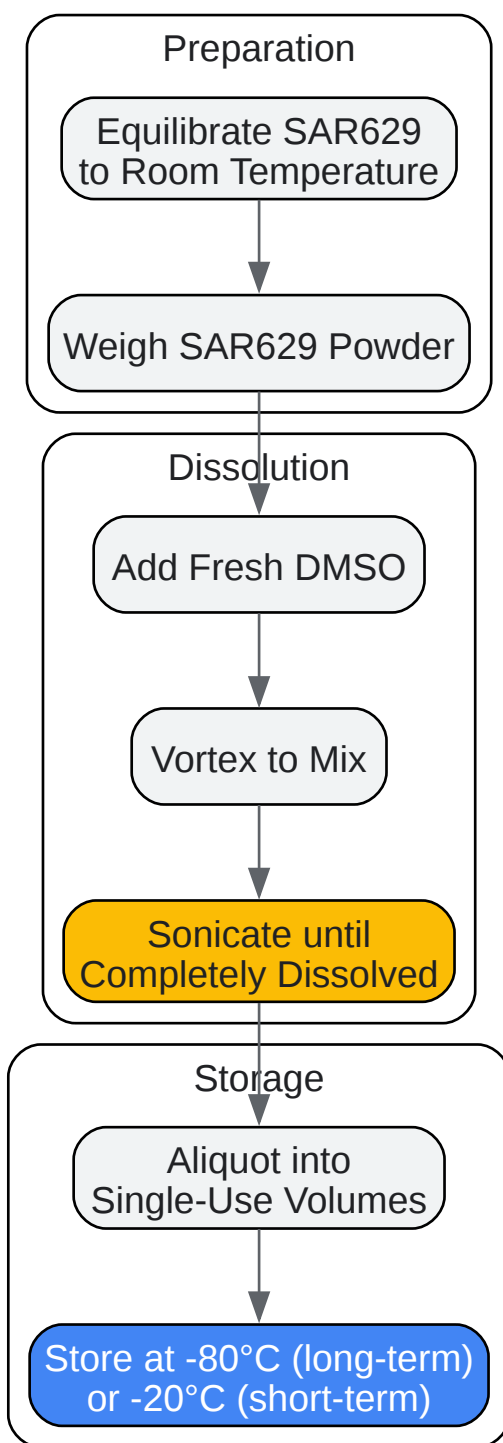 Preparation
Equilibrate SAR629
to Room Temperature
Weigh SAR629 Powder
Dissolution
Add Fresh DMSO
Vortex to Mix
Sonicate until
Completely Dissolved
Storage
Aliquot into
Single-Use Volumes
Store at -80°C (long-term)
or -20°C (short-term)